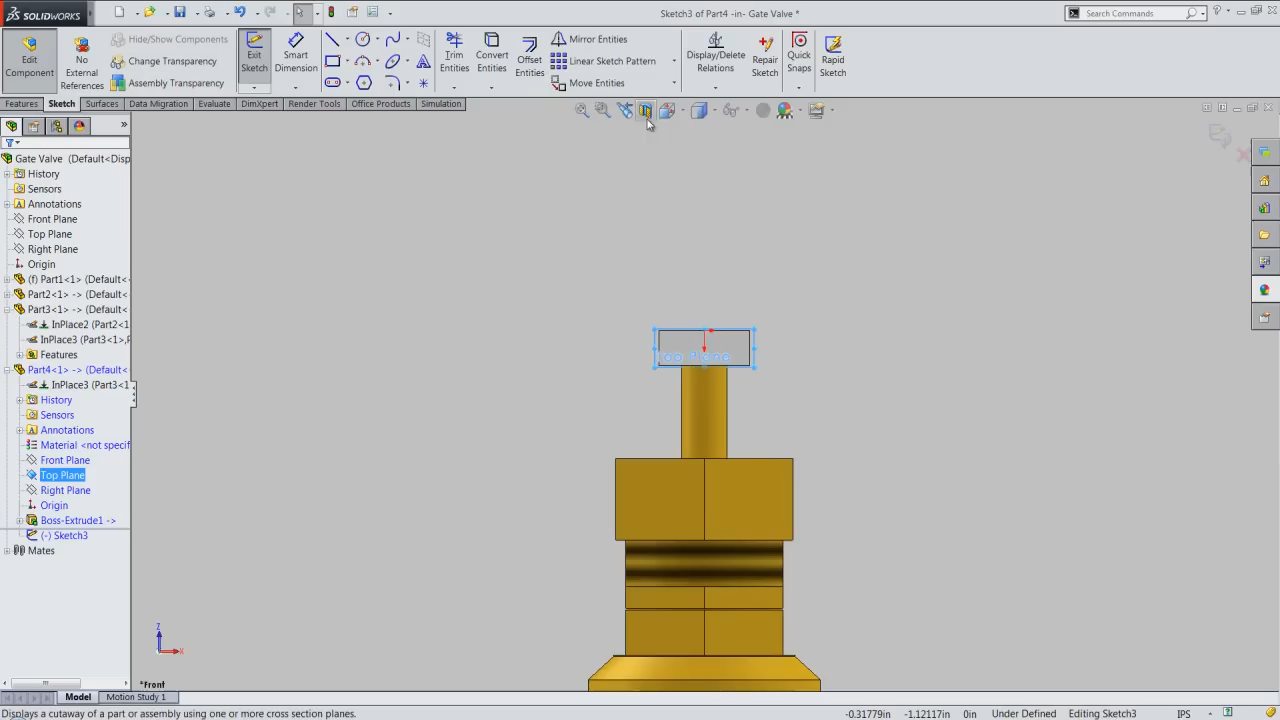 SOLIDWORKS
Sketch3 of Part4 -in- Gate Valve *
Search Commands
Edit Component
No External References
Hide/Show Components
Change Transparency
Assembly Transparency
Exit Sketch
Smart Dimension
Trim Entities
Convert Entities
Offset Entities
Mirror Entities
Linear Sketch Pattern
Move Entities
Display/Delete Relations
Repair Sketch
Quick Snaps
Rapid Sketch
Features
Sketch
Surfaces
Data Migration
Evaluate
DimXpert
Render Tools
Office Products
Simulation
Gate Valve (Default<Disp
History
Sensors
Annotations
Front Plane
Top Plane
Right Plane
Origin
(f) Part1<1> (Default<
Part2<1> -> (Default<
Part3<1> -> (Default<
InPlace2 (Part2<1
InPlace3 (Part3<1>,P
Features
Part4<1> -> (Default<
InPlace3 (Part3<1
History
Sensors
Annotations
Material <not specif
Front Plane
Top Plane
Right Plane
Origin
Boss-Extrude1 ->
(-) Sketch3
Mates
Top Plane
Z
X
*Front
Model
Motion Study 1
Displays a cutaway of a part or assembly using one or more cross section planes.
-0.31779in
-1.12117in
0in
Under Defined
Editing Sketch3
IPS